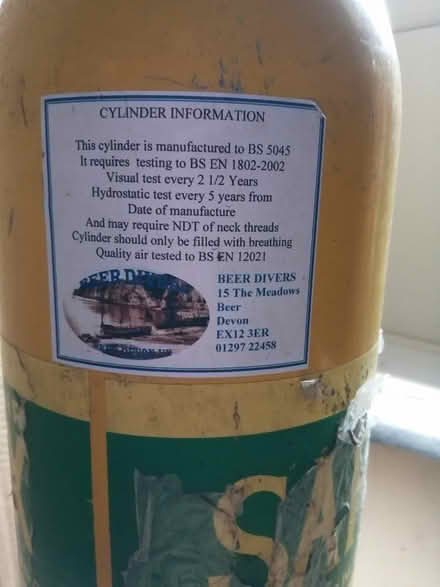 CYLINDER INFORMATION
This cylinder is manufactured to BS 5045
It requires testing to BS EN 1802-2002
Visual test every 2 1/2 Years
Hydrostatic test every 5 years from
Date of manufacture
And may require NDT of neck threads
Cylinder should only be filled with breathing
Quality air tested to BS EN 12021
BEER DIVERS
BEER DIVERS
15 The Meadows
Beer
Devon
EX12 3ER
01297 22458